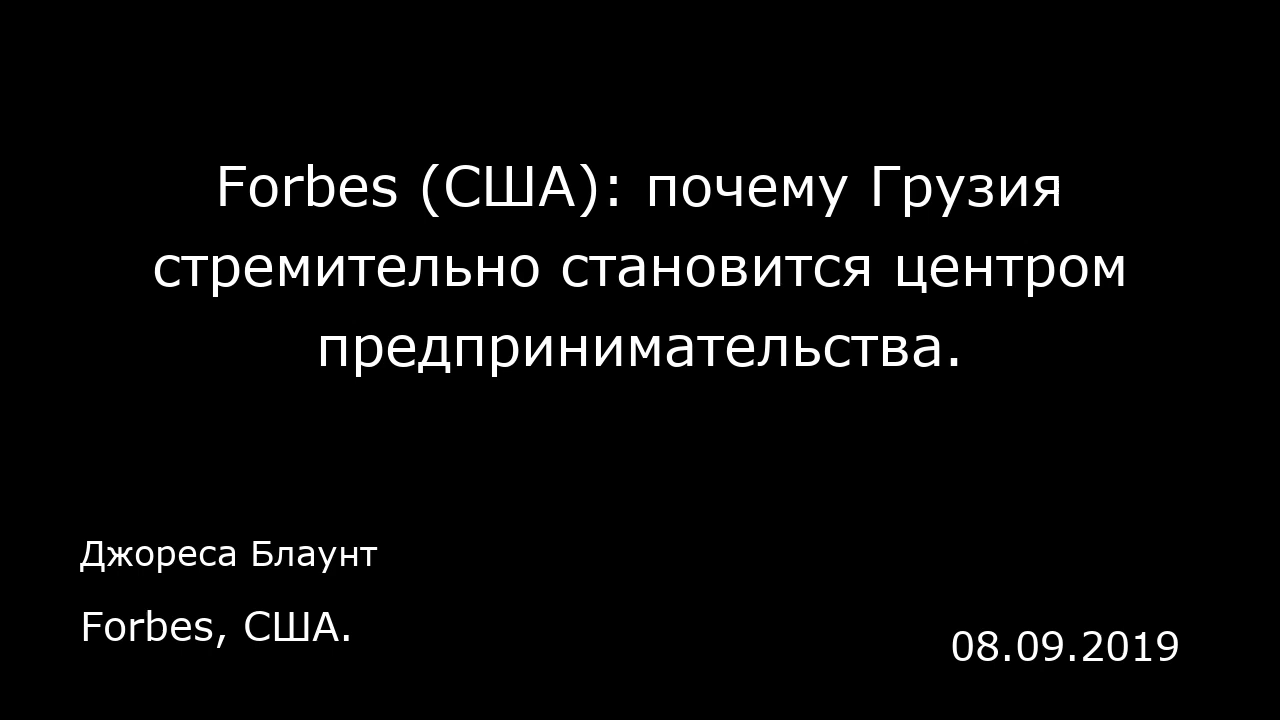 Forbes (США): почему Грузия
стремительно становится центром
предпринимательства.
Джореса Блаунт
Forbes, США.
08.09.2019